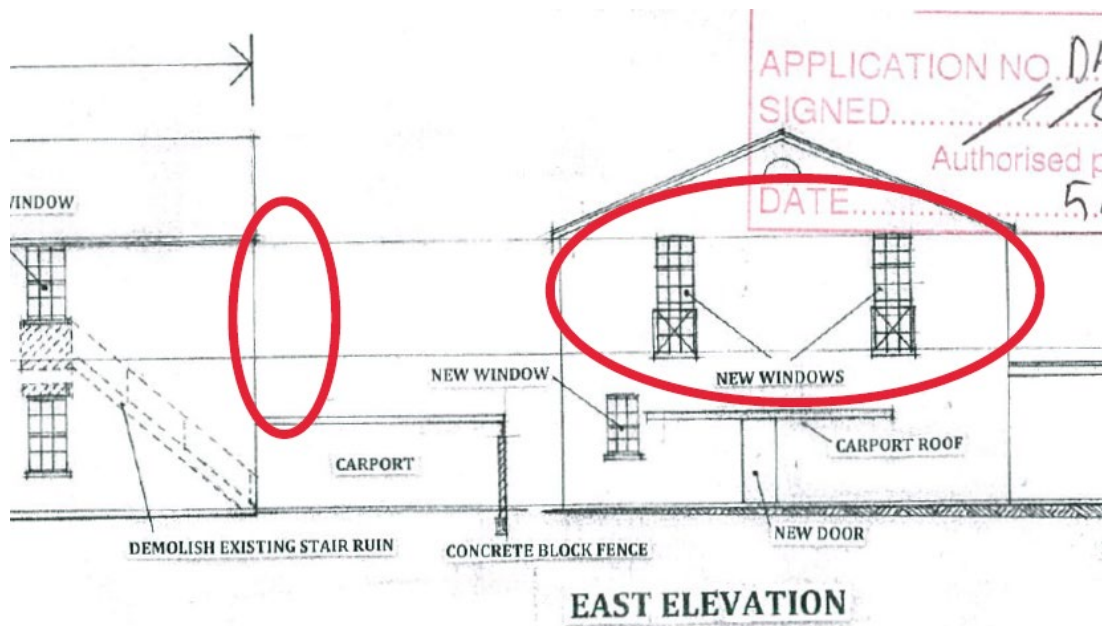 APPLICATION NO
SIGNED
Authorised
DATE
WINDOW
NEW WINDOW
NEW WINDOWS
CARPORT ROOF
CARPORT
NEW DOOR
DEMOLISH EXISTING STAIR RUIN
CONCRETE BLOCK FENCE
EAST ELEVATION